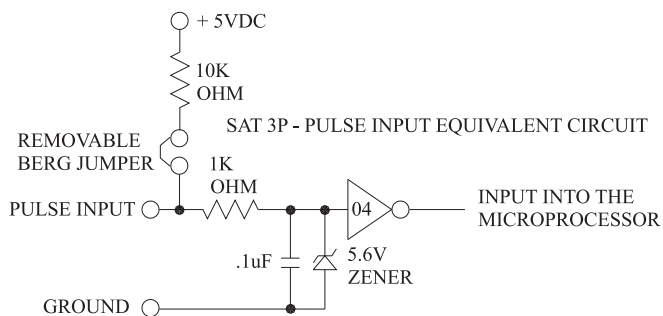 + 5VDC
10K
OHM
SAT 3P - PULSE INPUT EQUIVALENT CIRCUIT
REMOVABLE
BERG JUMPER
1K
OHM
PULSE INPUT
04
INPUT INTO THE
MICROPROCESSOR
.1uF
5.6V
ZENER
GROUND